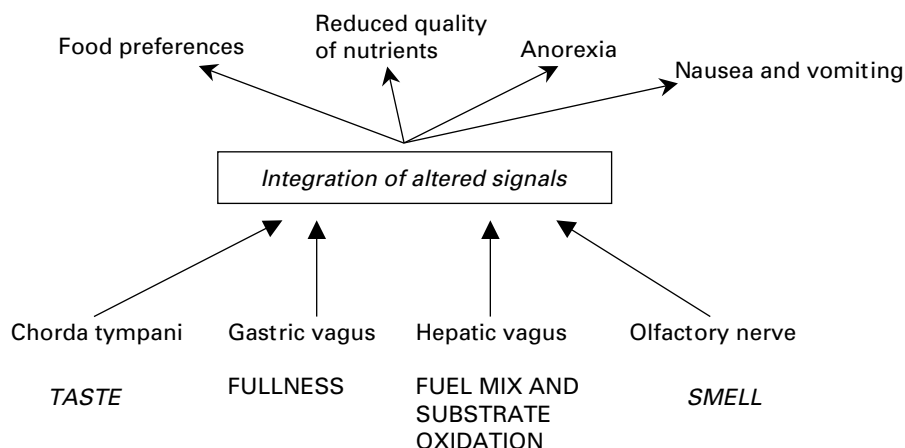 Food preferences
Reduced quality
of nutrients
Anorexia
Nausea and vomiting
Integration of altered signals
Chorda tympani
Gastric vagus
Hepatic vagus
Olfactory nerve
TASTE
FULLNESS
FUEL MIX AND
SUBSTRATE
OXIDATION
SMELL